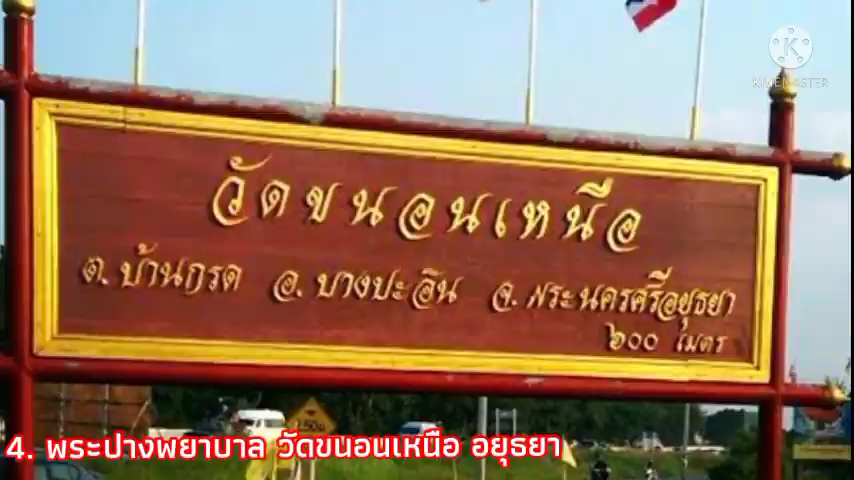 KINEMASTER
วัดขนอนเหนือ
ต. บ้านกรด อ. บางปะอิน จ. พระนครศรีอยุธยา
๖๐๐ เมตร
150 ม.
4. พระปางพยาบาล วัดขนอนเหนือ อยุธยา